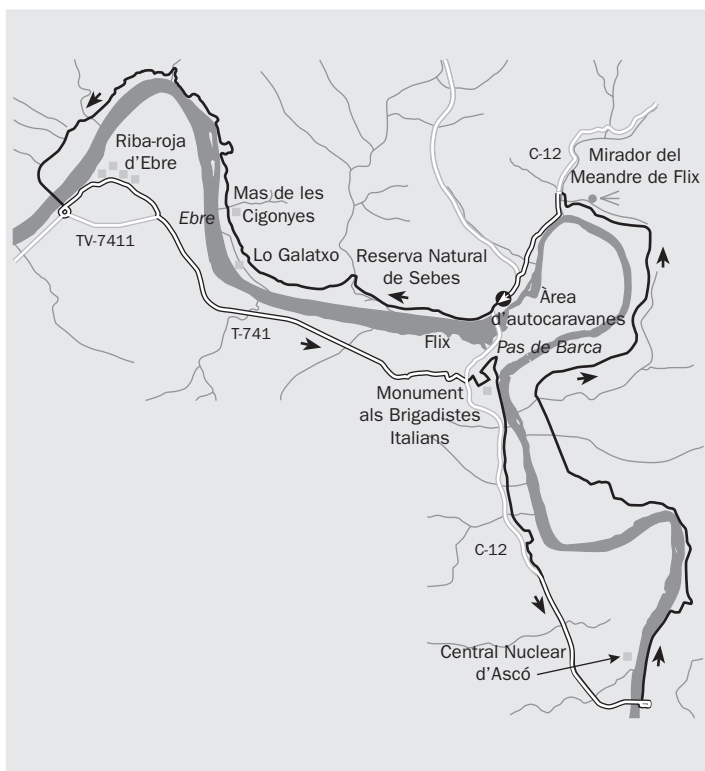 Riba-roja
d'Ebre
C-12
Mirador del
Meandre de Flix
Mas de les
Cigonyes
Ebre
TV-7411
Lo Galatxo
Reserva Natural
de Sebes
Àrea
d'autocaravanes
T-741
Flix
Pas de Barca
Monument
als Brigadistes
Italians
C-12
Central Nuclear
d'Ascó